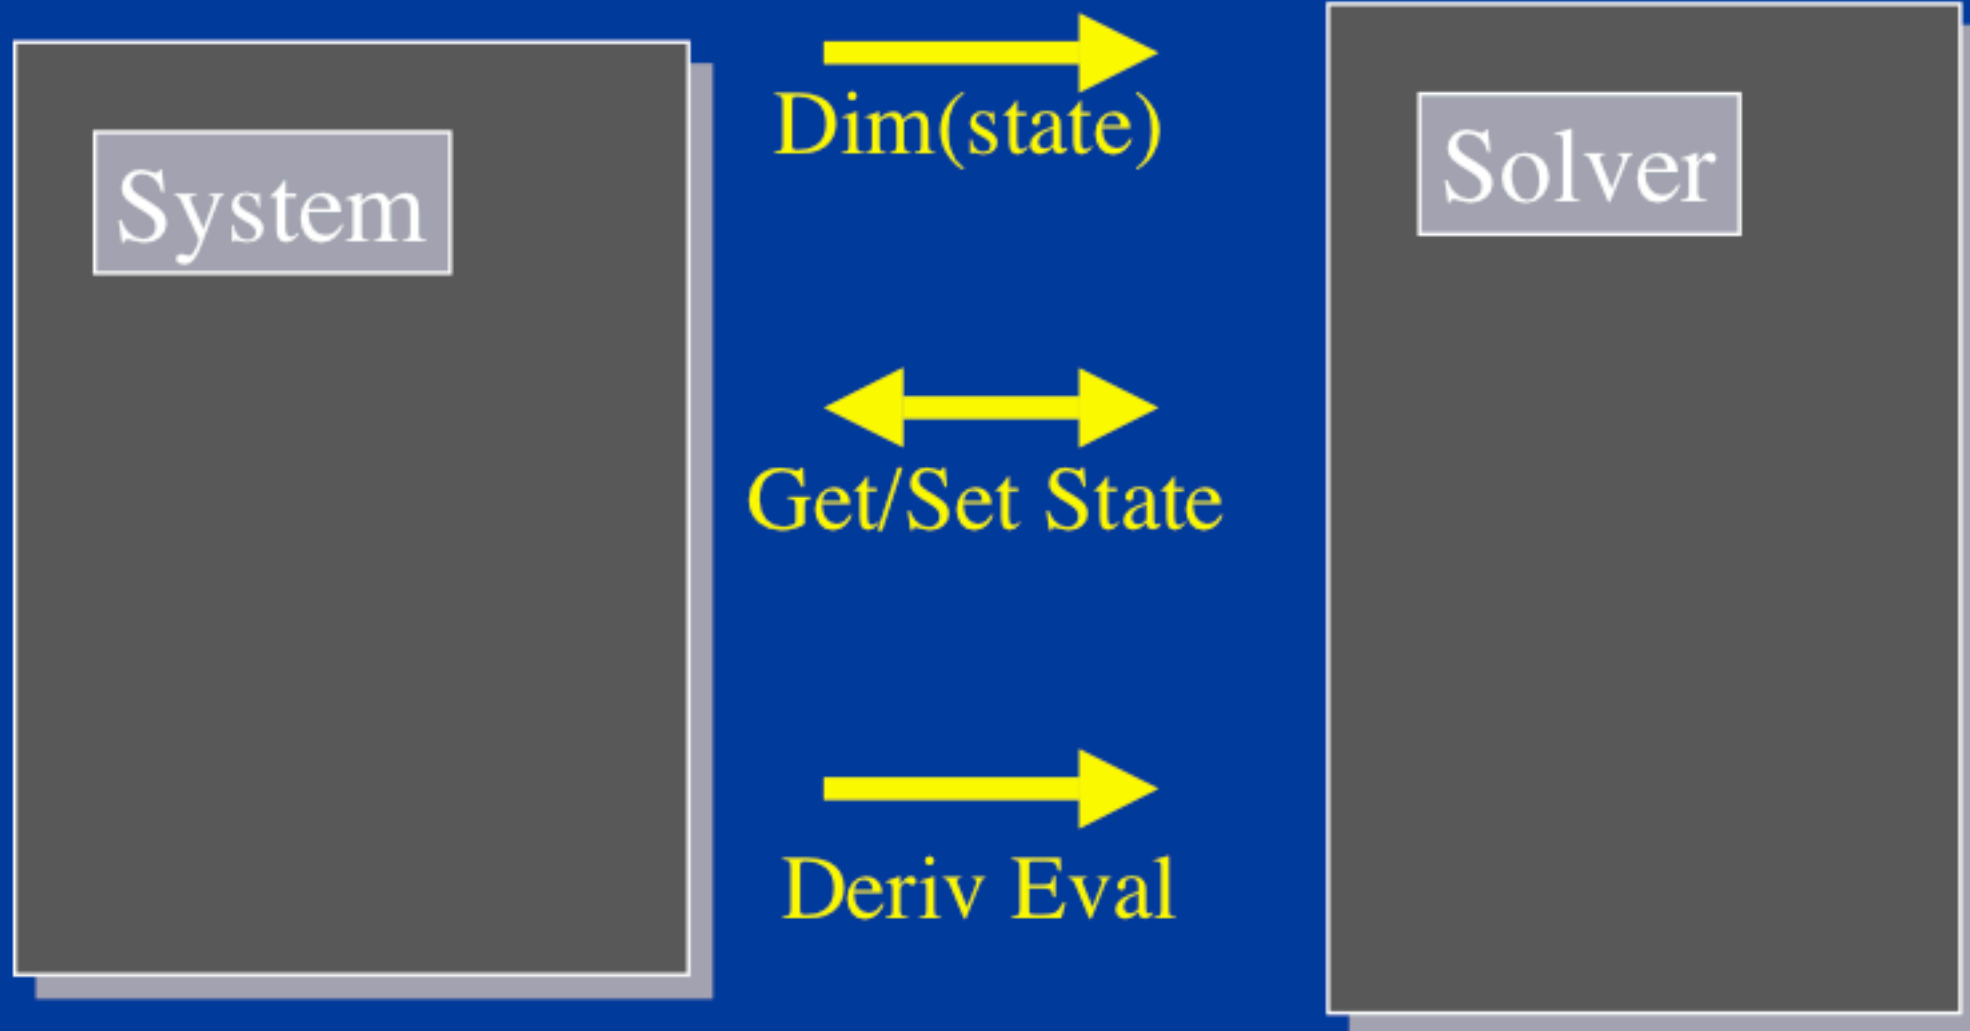 System
Dim(state)
Get/Set State
Deriv Eval
Solver